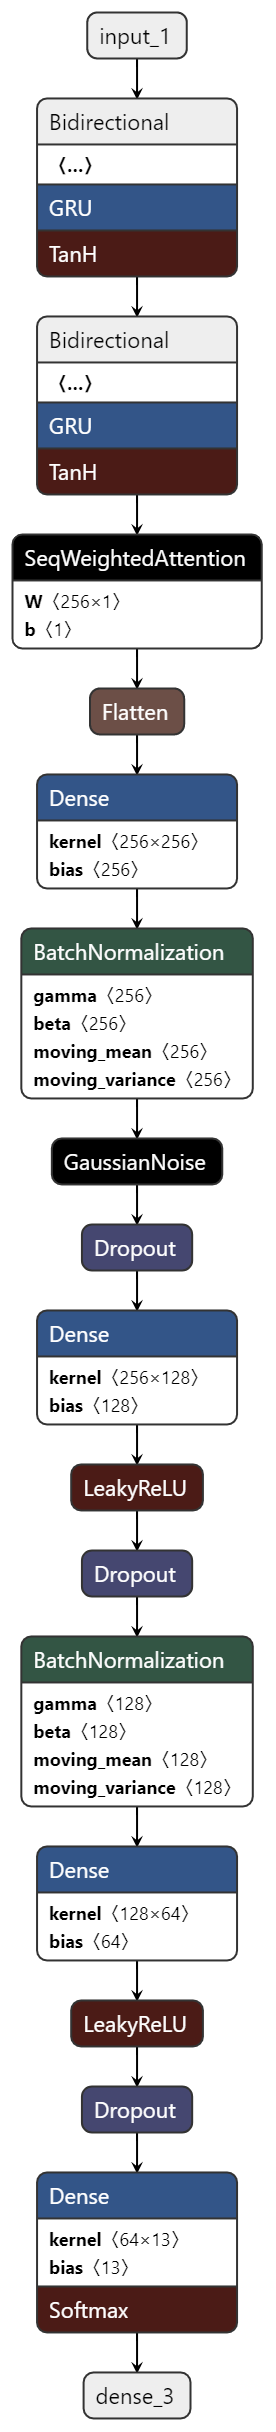 input_1
Bidirectional
⟨...⟩
GRU
TanH
Bidirectional
⟨...⟩
GRU
TanH
SeqWeightedAttention
W ⟨256×1⟩
b ⟨1⟩
Flatten
Dense
kernel ⟨256×256⟩
bias ⟨256⟩
BatchNormalization
gamma ⟨256⟩
beta ⟨256⟩
moving_mean ⟨256⟩
moving_variance ⟨256⟩
GaussianNoise
Dropout
Dense
kernel ⟨256×128⟩
bias ⟨128⟩
LeakyReLU
Dropout
BatchNormalization
gamma ⟨128⟩
beta ⟨128⟩
moving_mean ⟨128⟩
moving_variance ⟨128⟩
Dense
kernel ⟨128×64⟩
bias ⟨64⟩
LeakyReLU
Dropout
Dense
kernel ⟨64×13⟩
bias ⟨13⟩
Softmax
dense_3